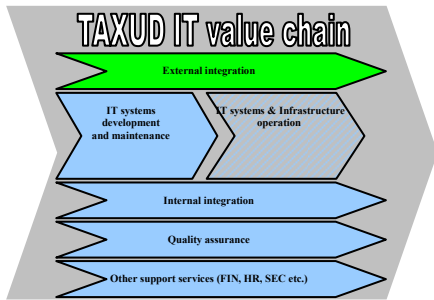 TAXUD IT value chain
External integration
IT systems
development
and maintenance
IT systems & Infrastructure
operation
Internal integration
Quality assurance
Other support services (FIN, HR, SEC etc.)